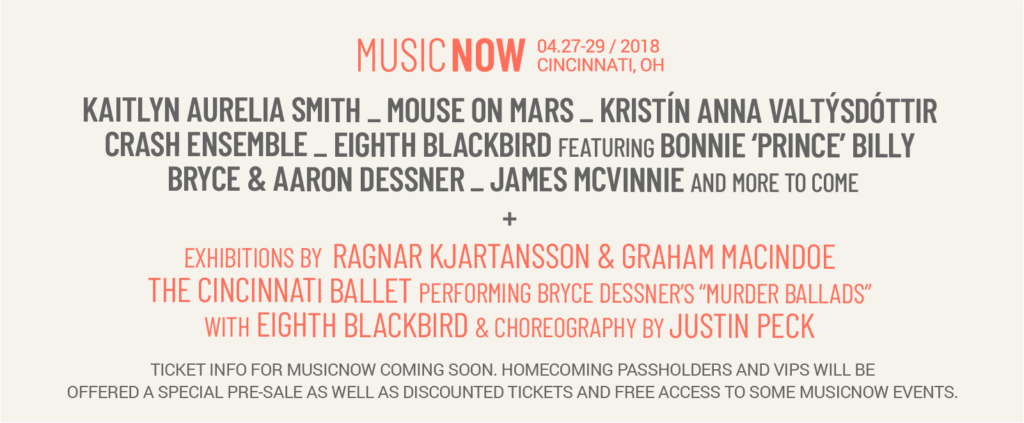 MUSICNOW 04.27-29 / 2018
CINCINNATI, OH
KAITLYN AURELIA SMITH _ MOUSE ON MARS _ KRISTÍN ANNA VALTÝSDÓTTIR
CRASH ENSEMBLE _ EIGHTH BLACKBIRD FEATURING BONNIE ‘PRINCE’ BILLY
BRYCE & AARON DESSNER _ JAMES MCVINNIE AND MORE TO COME
+
EXHIBITIONS BY RAGNAR KJARTANSSON & GRAHAM MACINDOE
THE CINCINNATI BALLET PERFORMING BRYCE DESSNER’S “MURDER BALLADS”
WITH EIGHTH BLACKBIRD & CHOREOGRAPHY BY JUSTIN PECK
TICKET INFO FOR MUSICNOW COMING SOON. HOMECOMING PASSHOLDERS AND VIPS WILL BE
OFFERED A SPECIAL PRE-SALE AS WELL AS DISCOUNTED TICKETS AND FREE ACCESS TO SOME MUSICNOW EVENTS.